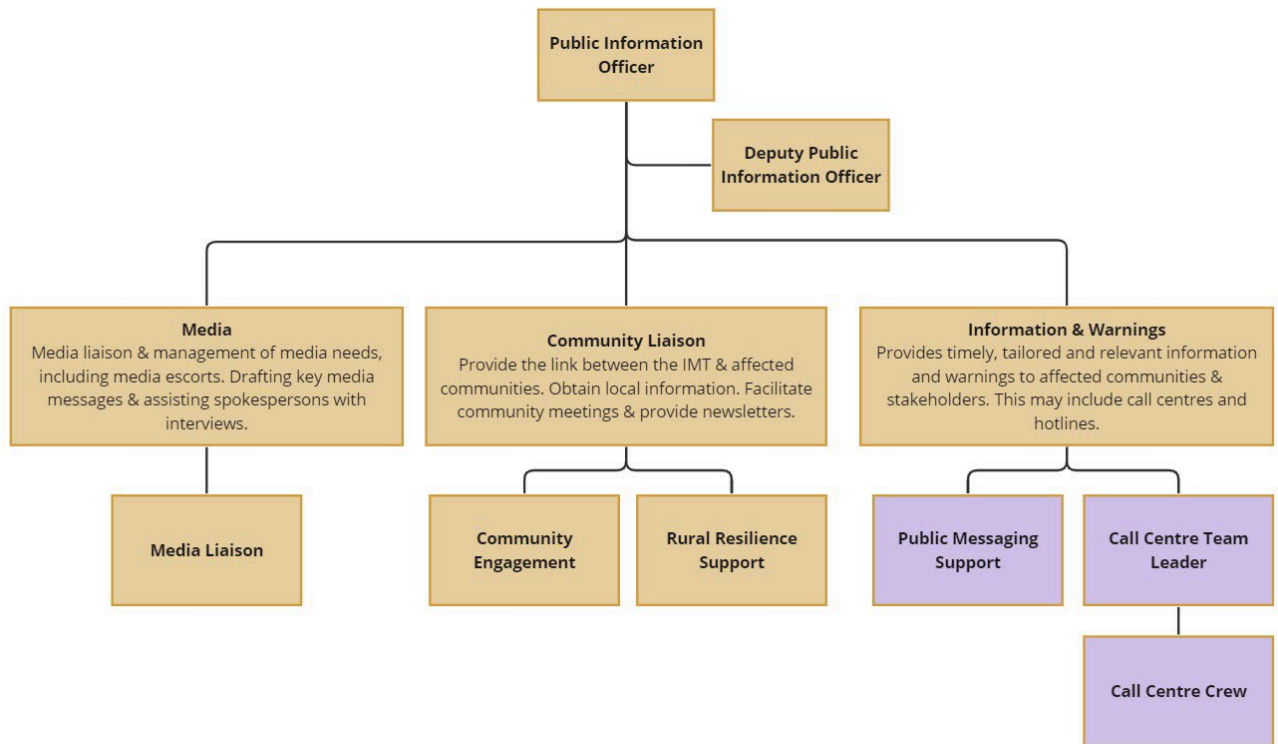 Public Information
Officer
Deputy Public
Information Officer
Media
Media liaison & management of media needs,
including media escorts. Drafting key media
messages & assisting spokespersons with
interviews.
Community Liaison
Provide the link between the IMT & affected
communities. Obtain local information. Facilitate
community meetings & provide newsletters.
Information & Warnings
Provides timely, tailored and relevant information
and warnings to affected communities &
stakeholders. This may include call centres and
hotlines.
Media Liaison
Community
Engagement
Rural Resilience
Support
Public Messaging
Support
Call Centre Team
Leader
Call Centre Crew